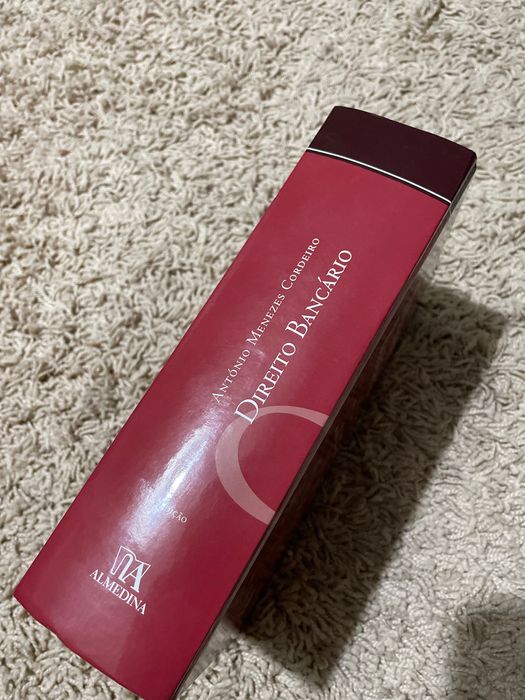 ANTÓNIO MENEZES CORDEIRO
DIREITO BANCÁRIO
ALMEDINA